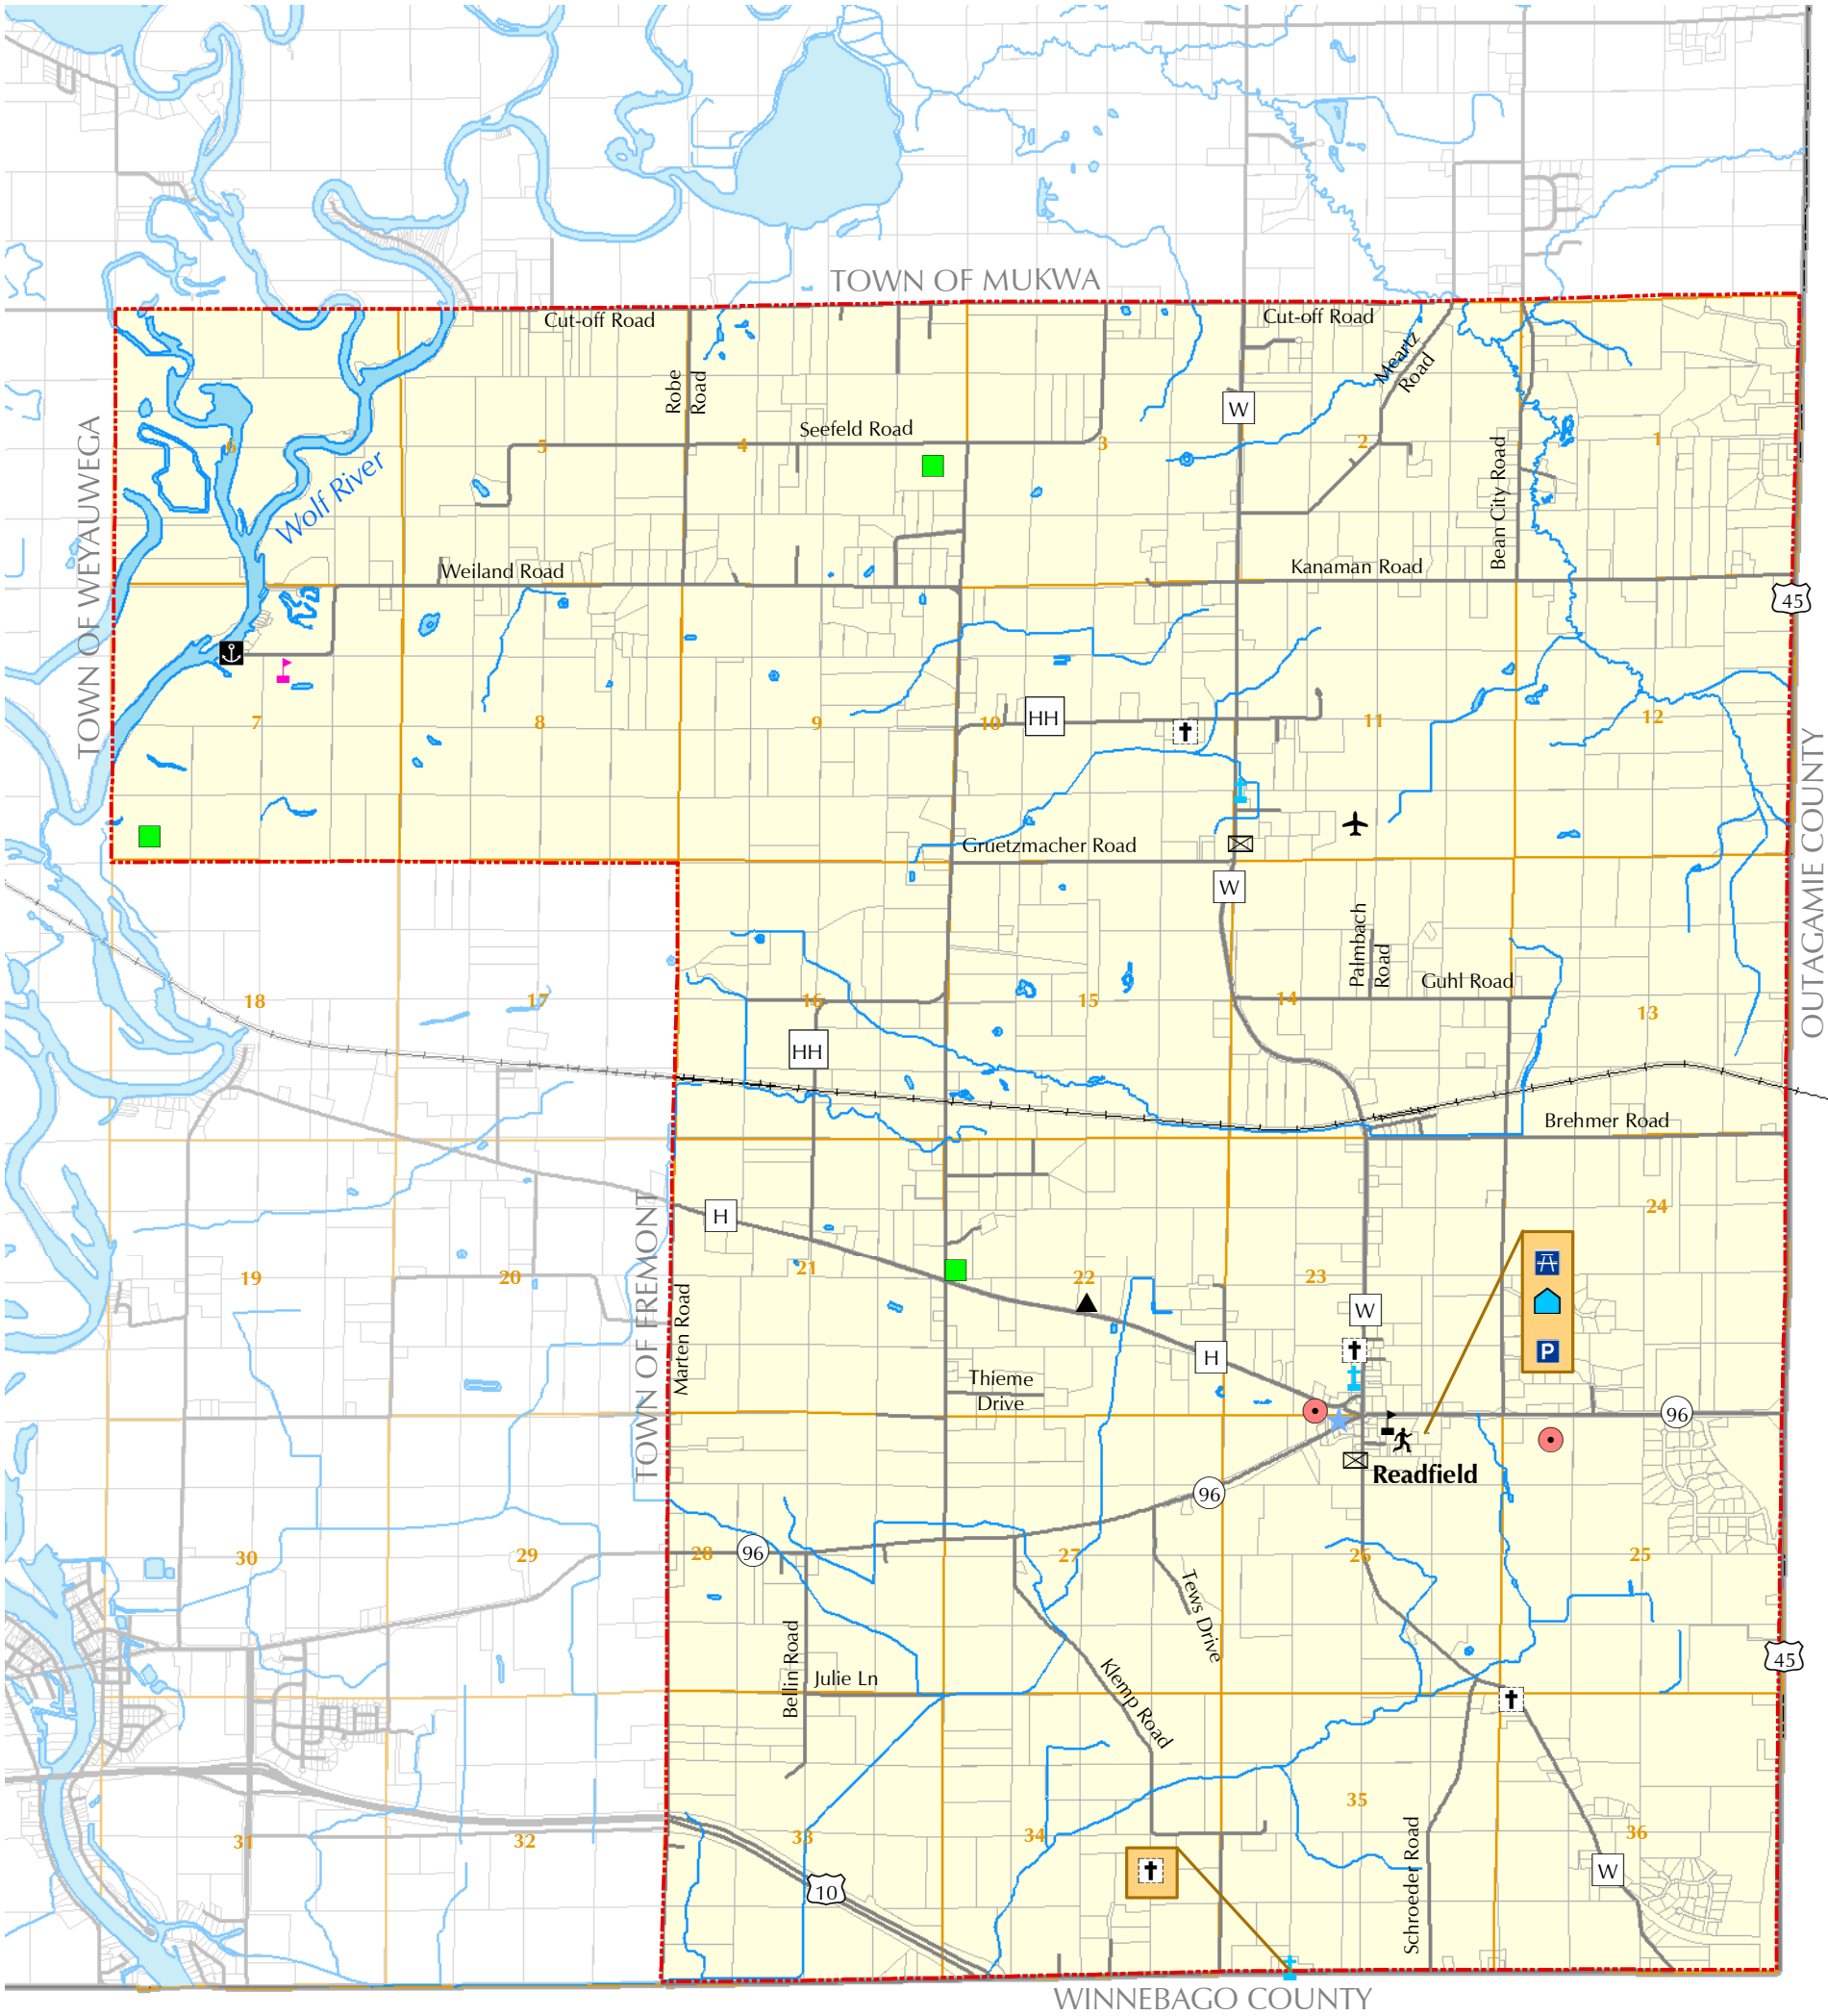 TOWN OF MUKWA
Cut-off Road
Cut-off Road
Meartz
Road
Robe
Road
W
Seefeld Road
6
5
4
3
2
1
Bean City Road
Wolf River
TOWN OF WEYAUWEGA
Weiland Road
Kanaman Road
45
7
8
9
10
HH
11
12
OUTAGAMIE COUNTY
Gruetzmacher Road
W
Palmbach
Road
Guhl Road
18
17
16
15
14
13
HH
Brehmer Road
TOWN OF FREMONT
H
24
19
20
21
22
23
W
P
Marten Road
H
Thieme
Drive
96
Readfield
96
30
29
28
96
27
26
25
Tews Drive
Bellin Road
Julie Ln
Klemp Road
45
31
32
33
34
35
36
Schroeder Road
W
10
WINNEBAGO COUNTY